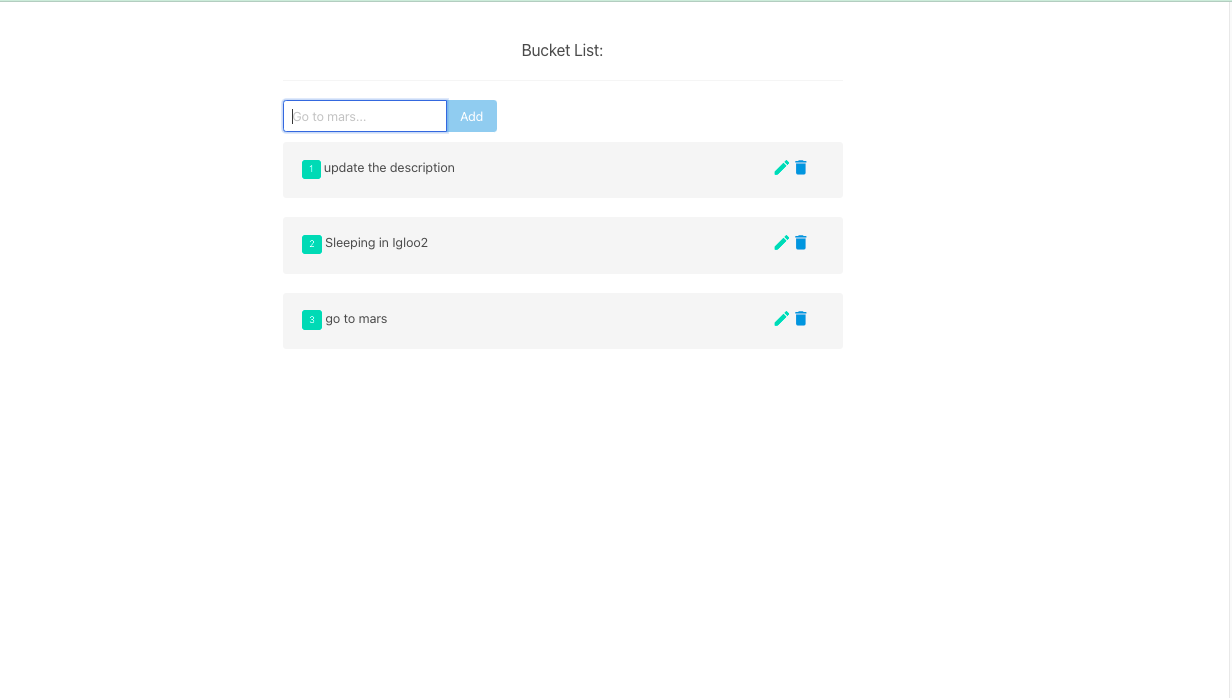 Bucket List:
Go to mars... Add
1 update the description
2 Sleeping in Igloo2
3 go to mars